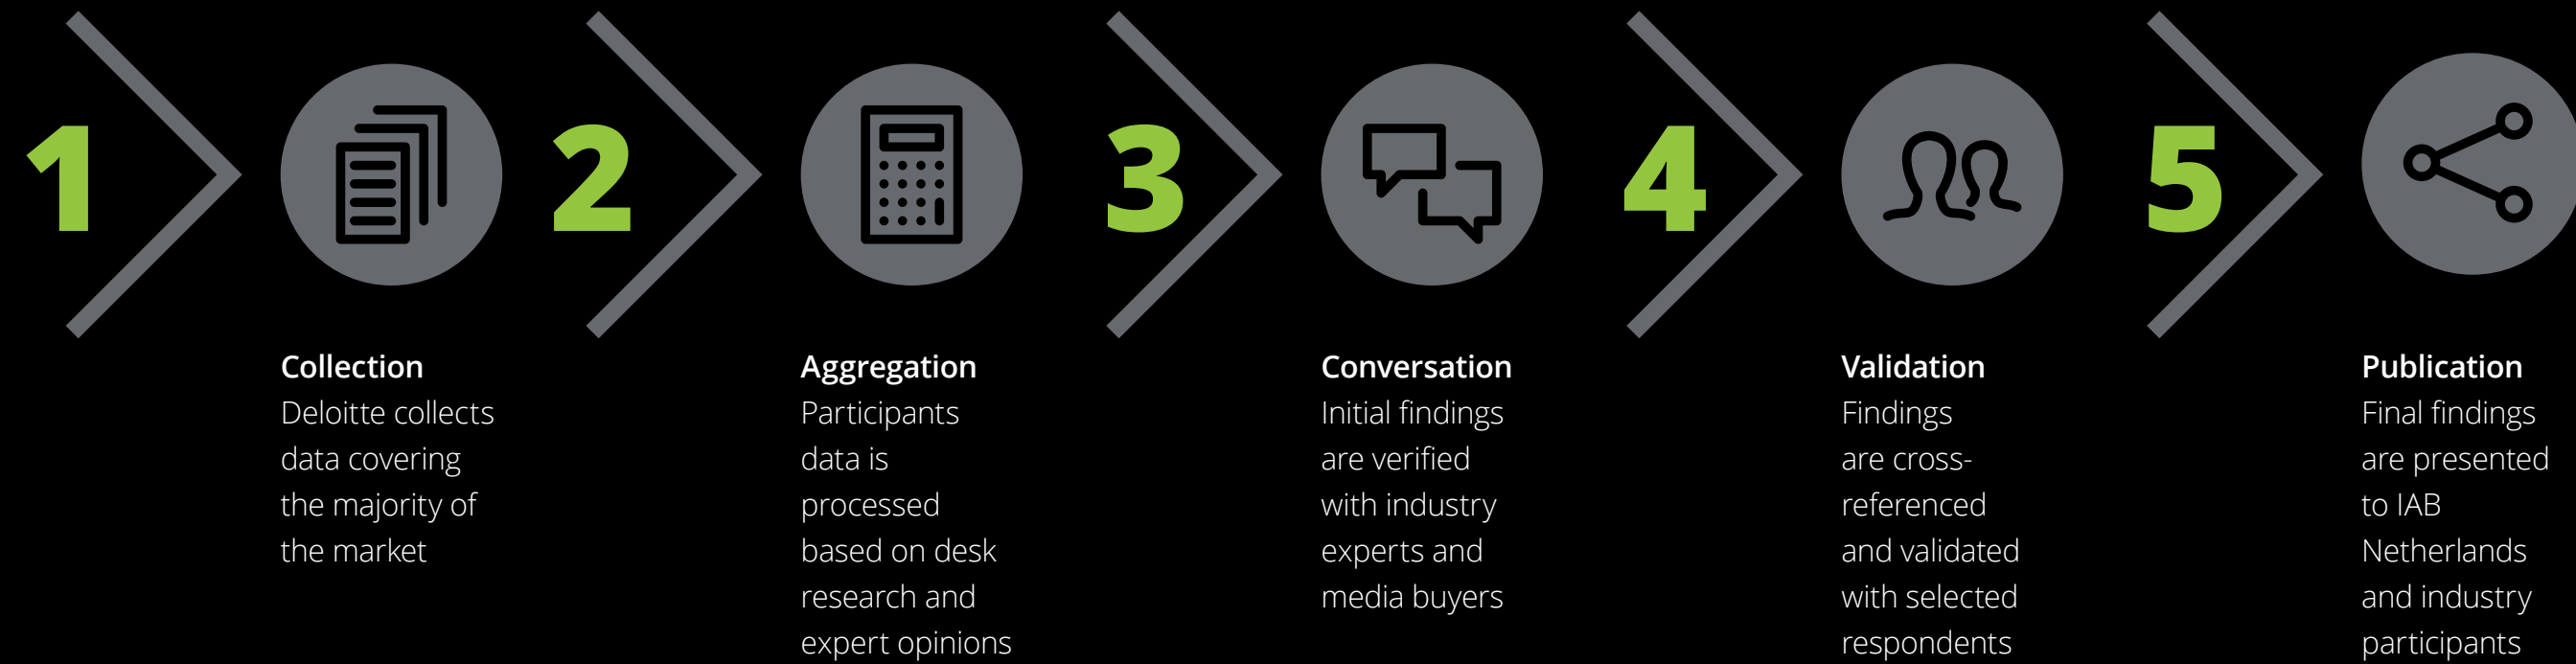 1
Collection
Deloitte collects
data covering
the majority of
the market
2
Aggregation
Participants
data is
processed
based on desk
research and
expert opinions
3
Conversation
Initial findings
are verified
with industry
experts and
media buyers
4
Validation
Findings
are cross-
referenced
and validated
with selected
respondents
5
Publication
Final findings
are presented
to IAB
Netherlands
and industry
participants